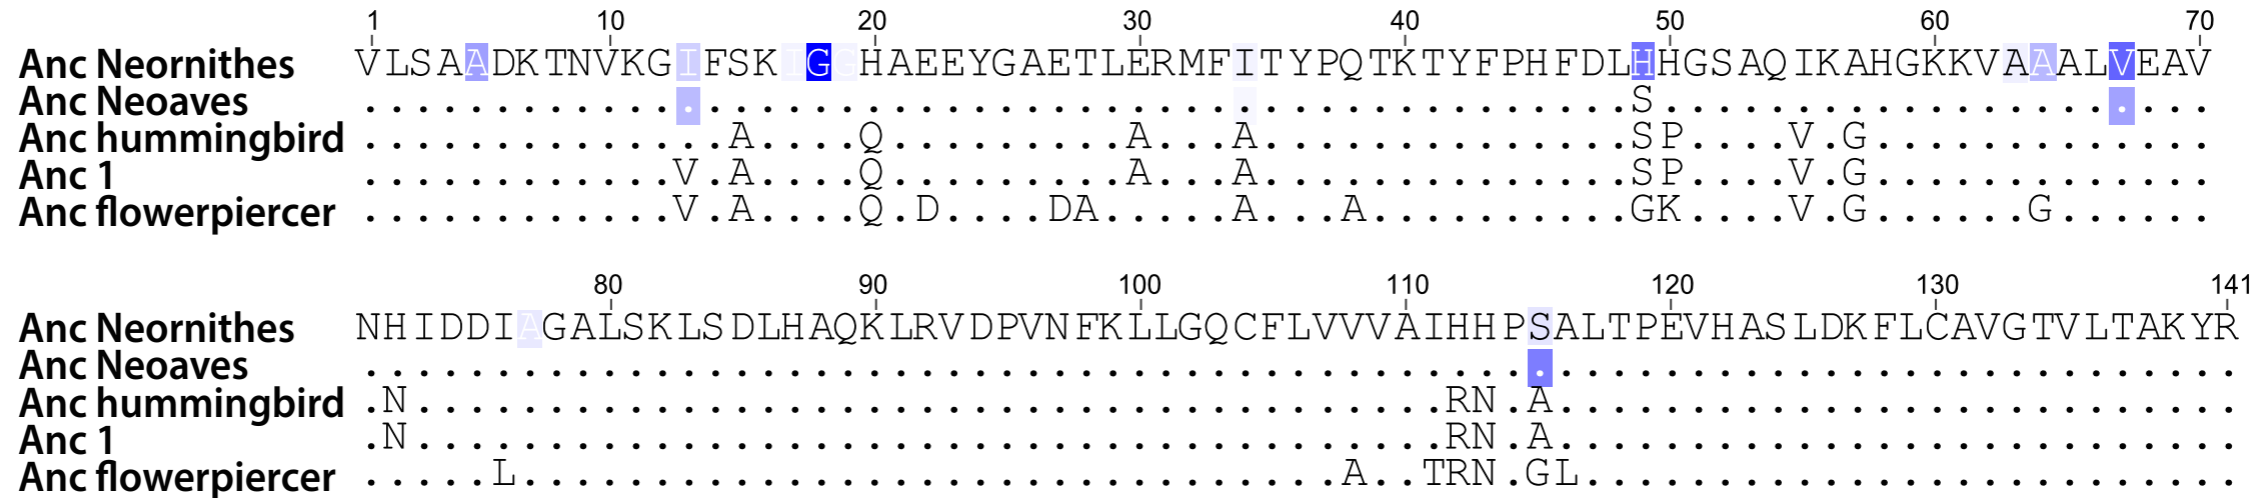 1 10 20 30 40 50 60 70
Anc Neornithes VLSAADKTNVKGIFSKIGGHAEEYGAETLERMFITYPQTKTYFPHFDLHHGSAQIKAHGKKVAAALVEAV
Anc Neoaves ................................................S.....................
Anc hummingbird ..............A....Q.........A...A..............SP....V.G.............
Anc 1 ............V.A....Q.........A...A..............SP....V.G.............
Anc flowerpiercer ............V.A....Q.D....DA.....A...A..........GK....V.G......G......
80 90 100 110 120 130 141
Anc Neornithes NHIDDIAGALSKLSDLHAQKLRVDPVNFKLLGQCFLVVVAIHHPSALTPEVHASLDKFLCAVGTVLTAKYR
Anc Neoaves .......................................................................
Anc hummingbird .N.......................................RN.A..........................
Anc 1 .N.......................................RN.A..........................
Anc flowerpiercer .....L...............................A..TRN.GL.........................